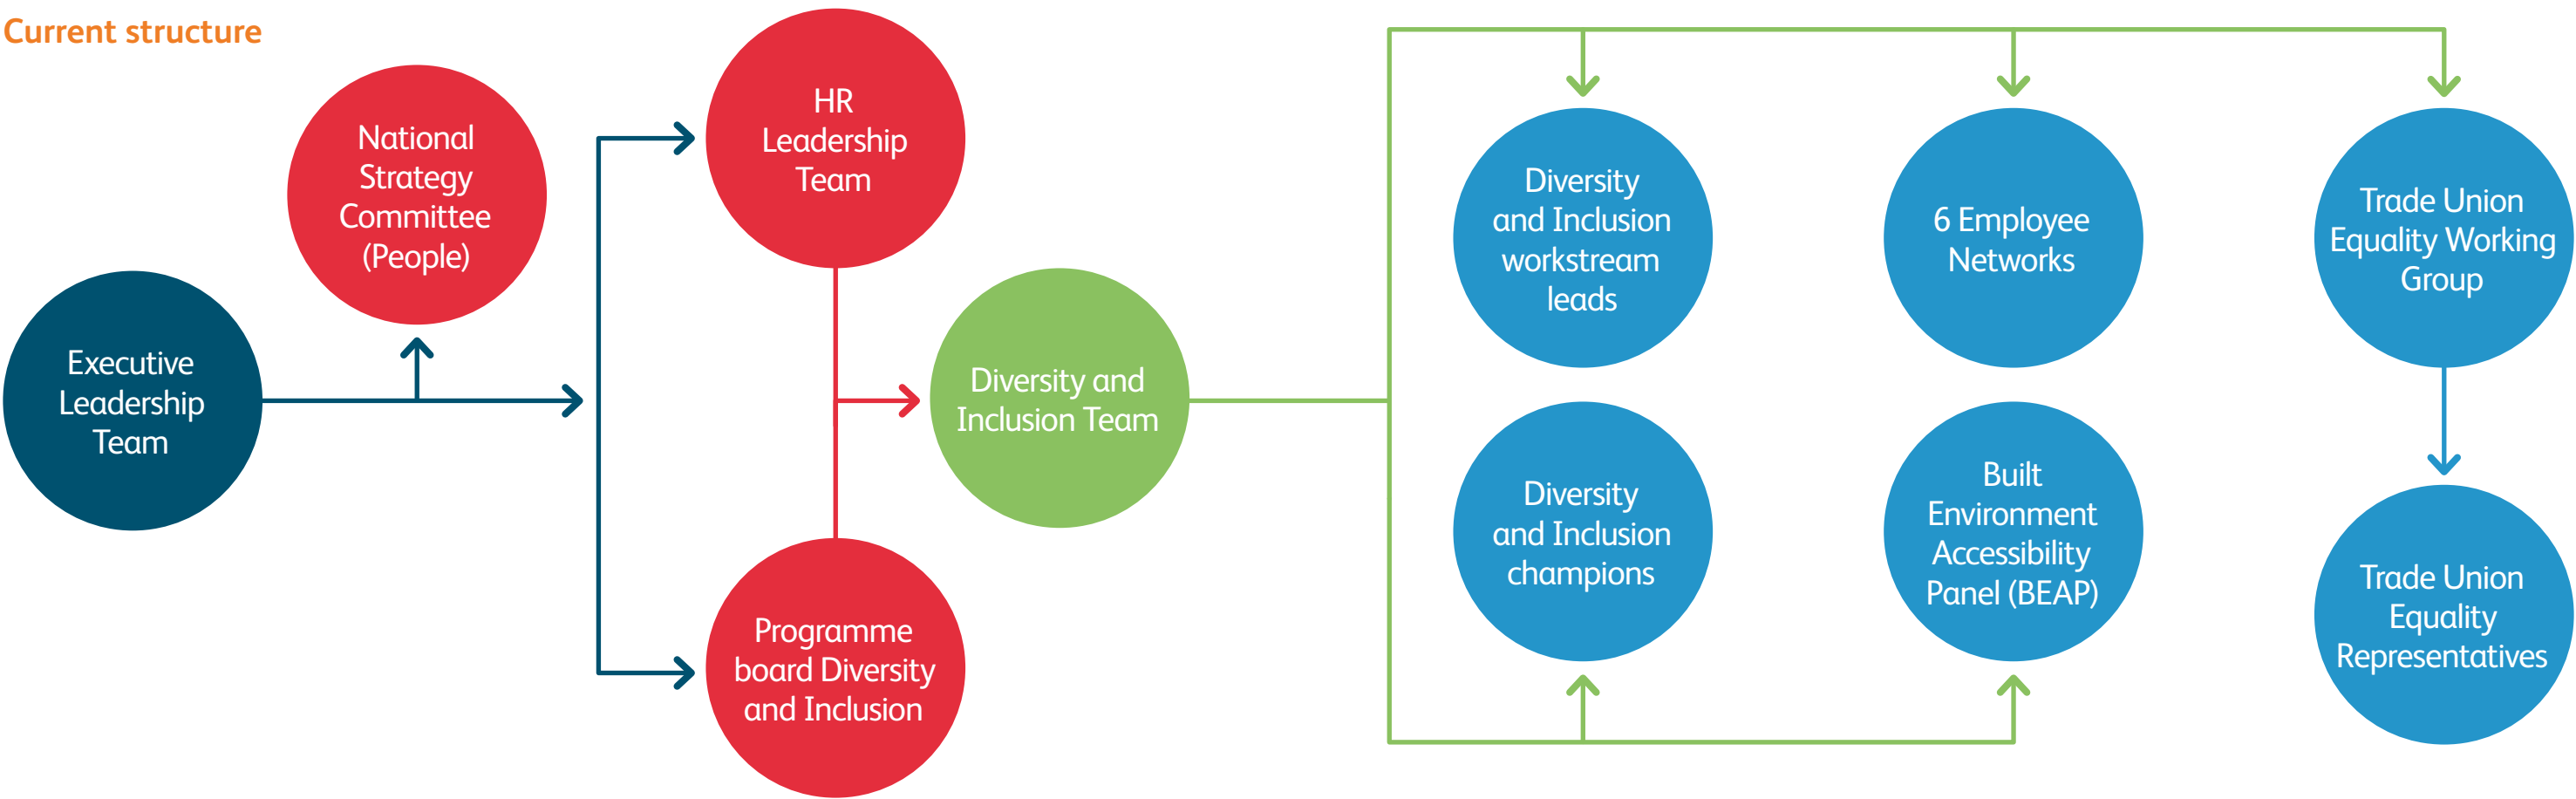 Current structure
Executive
Leadership
Team
National
Strategy
Committee
(People)
HR
Leadership
Team
Programme
board Diversity
and Inclusion
Diversity and
Inclusion Team
Diversity
and Inclusion
workstream
leads
6 Employee
Networks
Trade Union
Equality Working
Group
Diversity
and Inclusion
champions
Built
Environment
Accessibility
Panel (BEAP)
Trade Union
Equality
Representatives